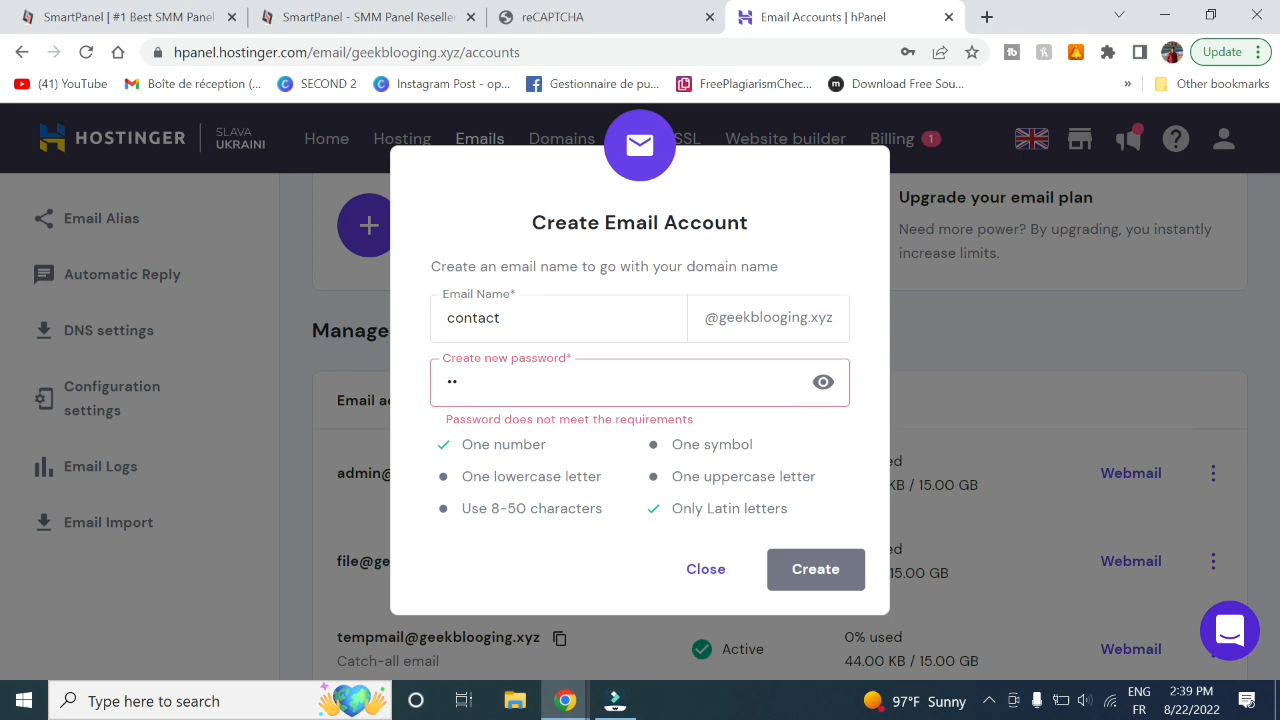 SmartPanel | #1 Best SMM Panel
SmartPanel - SMM Panel Reseller
reCAPTCHA
Email Accounts | hPanel
hpanel.hostinger.com/email/geekblooging.xyz/accounts
Update
(41) YouTube
Boîte de réception (...
SECOND 2
Instagram Post - op...
Gestionnaire de pu...
FreePlagiarismChec...
Download Free Sou...
»
Other bookmarks
HOSTINGER
SLAVA
UKRAINI
Home
Hosting
Emails
Domains
SSL
Website builder
Billing
1
Email Alias
Automatic Reply
DNS settings
Configuration
settings
Email Logs
Email Import
Upgrade your email plan
Need more power? By upgrading, you instantly
increase limits.
Manage
Email ac
Create Email Account
Create an email name to go with your domain name
Email Name*
contact
@geekblooging.xyz
Create new password*
••
Password does not meet the requirements
One number
One symbol
One lowercase letter
One uppercase letter
Use 8-50 characters
Only Latin letters
Close
Create
admin@
ed
KB / 15.00 GB
Webmail
file@ge
ed
15.00 GB
Webmail
tempmail@geekblooging.xyz
Catch-all email
Active
0% used
44.00 KB / 15.00 GB
Webmail
Type here to search
97°F Sunny
ENG
FR
2:39 PM
8/22/2022